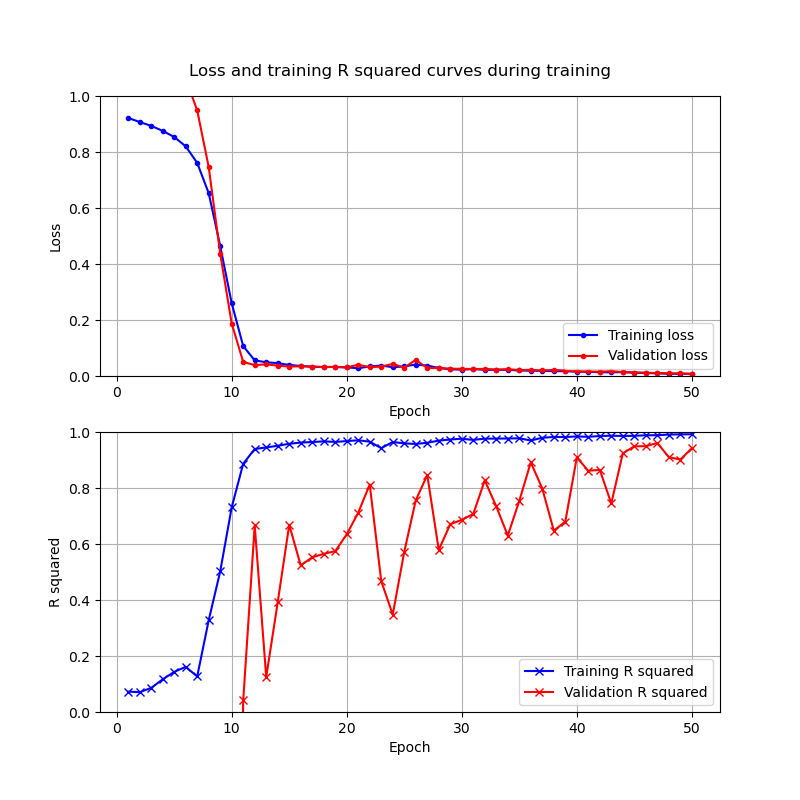 Loss and training R squared curves during training
1.0
0.8
0.6
0.4
0.2
0.0
Loss
0 10 20 30 40 50
Epoch
Training loss
Validation loss
1.0
0.8
0.6
0.4
0.2
0.0
R squared
0 10 20 30 40 50
Epoch
Training R squared
Validation R squared